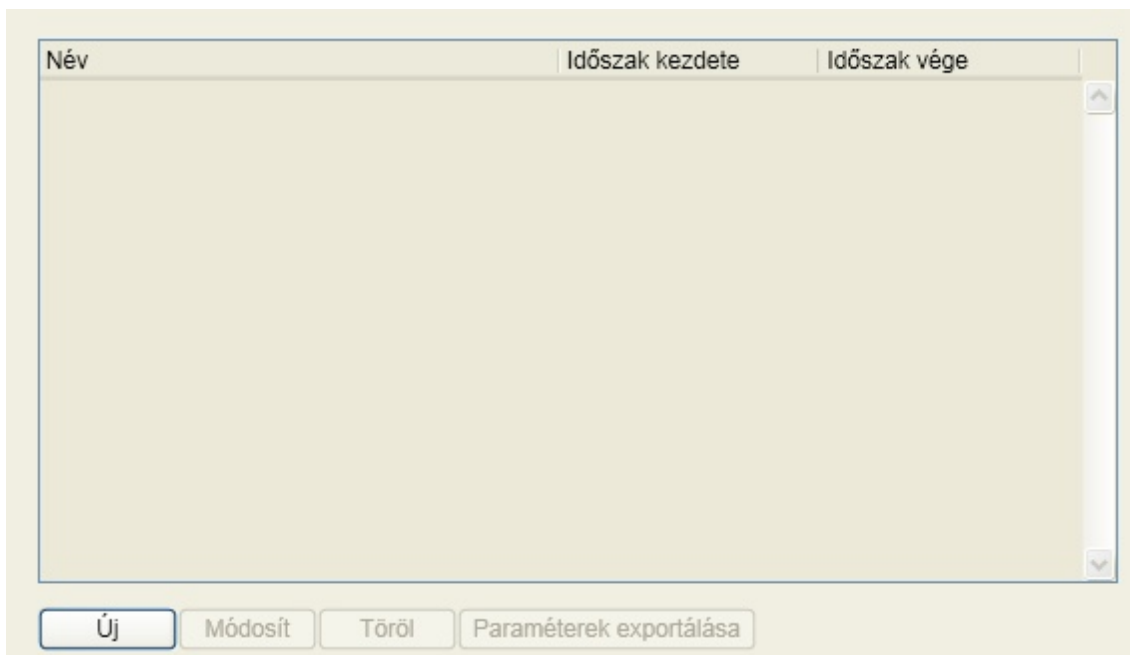 Név Időszak kezdete Időszak vége
Új Módosít Töröl Paraméterek exportálása